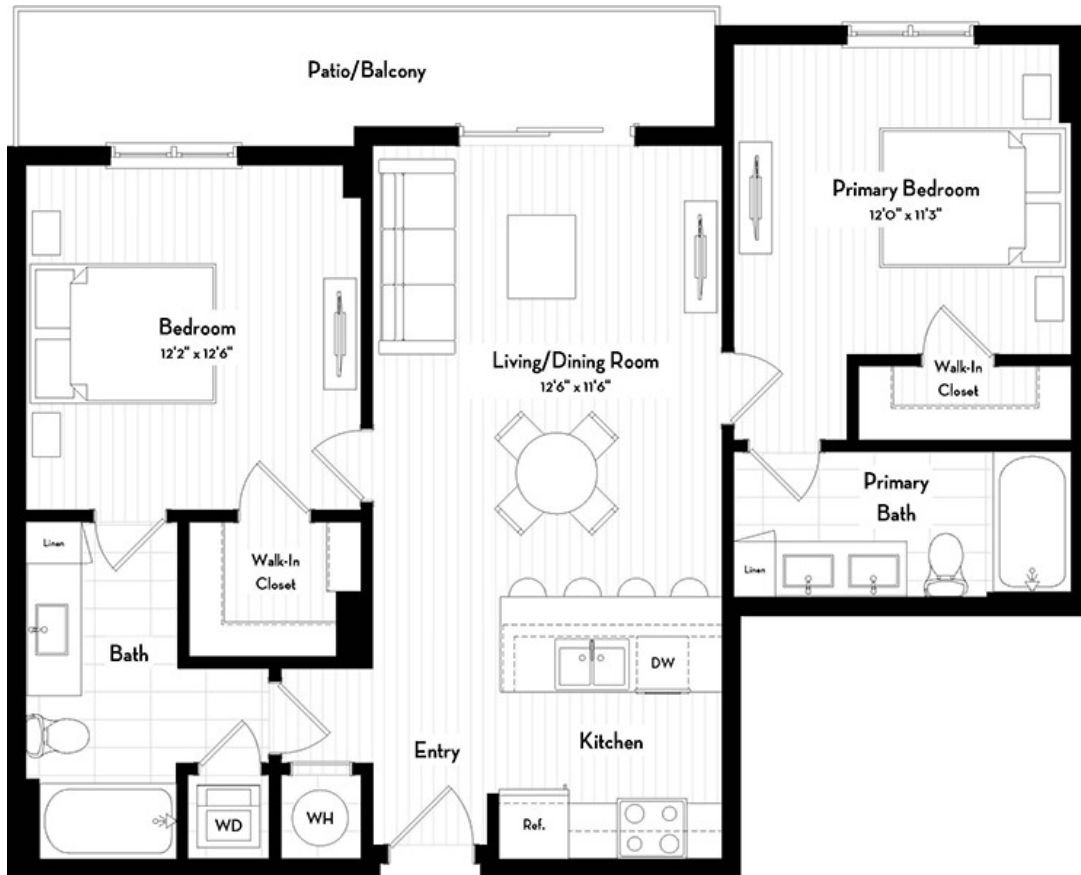 Patio/Balcony
Primary Bedroom
12'0" x 11'3"
Bedroom
12'2" x 12'6"
Living/Dining Room
12'6" x 11'6"
Walk-In
Closet
Primary
Bath
Linen
Linen
Walk-In
Closet
Bath
DW
Kitchen
Entry
WD
WH
Ref.